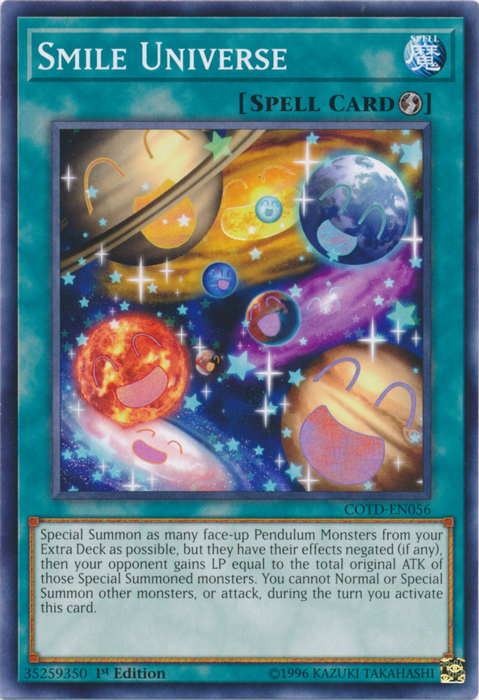 SMILE UNIVERSE
SPELL
魔
[SPELL CARD]
COTD-EN056
Special Summon as many face-up Pendulum Monsters from your
Extra Deck as possible, but they have their effects negated (if any),
then your opponent gains LP equal to the total original ATK of
those Special Summoned monsters. You cannot Normal or Special
Summon other monsters, or attack, during the turn you activate
this card.
35259350 1st Edition ©1996 KAZUKI TAKAHASHI